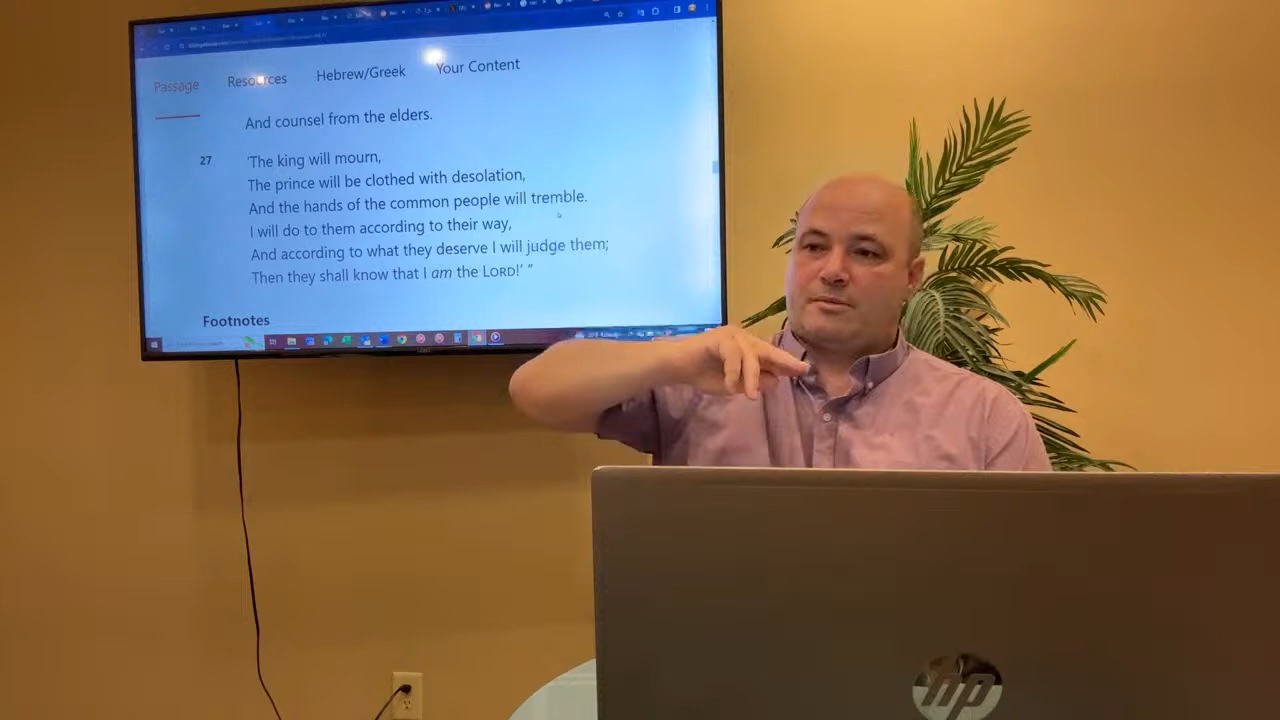 Passage Resources Hebrew/Greek Your Content
And counsel from the elders.
27 'The king will mourn,
The prince will be clothed with desolation,
And the hands of the common people will tremble.
I will do to them according to their way,
And according to what they deserve I will judge them;
Then they shall know that I am the LORD!' ”
Footnotes
hp